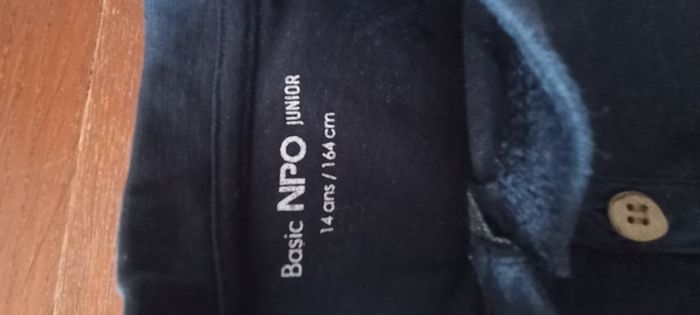 Basic NPO JUNIOR
14 ans / 164 cm